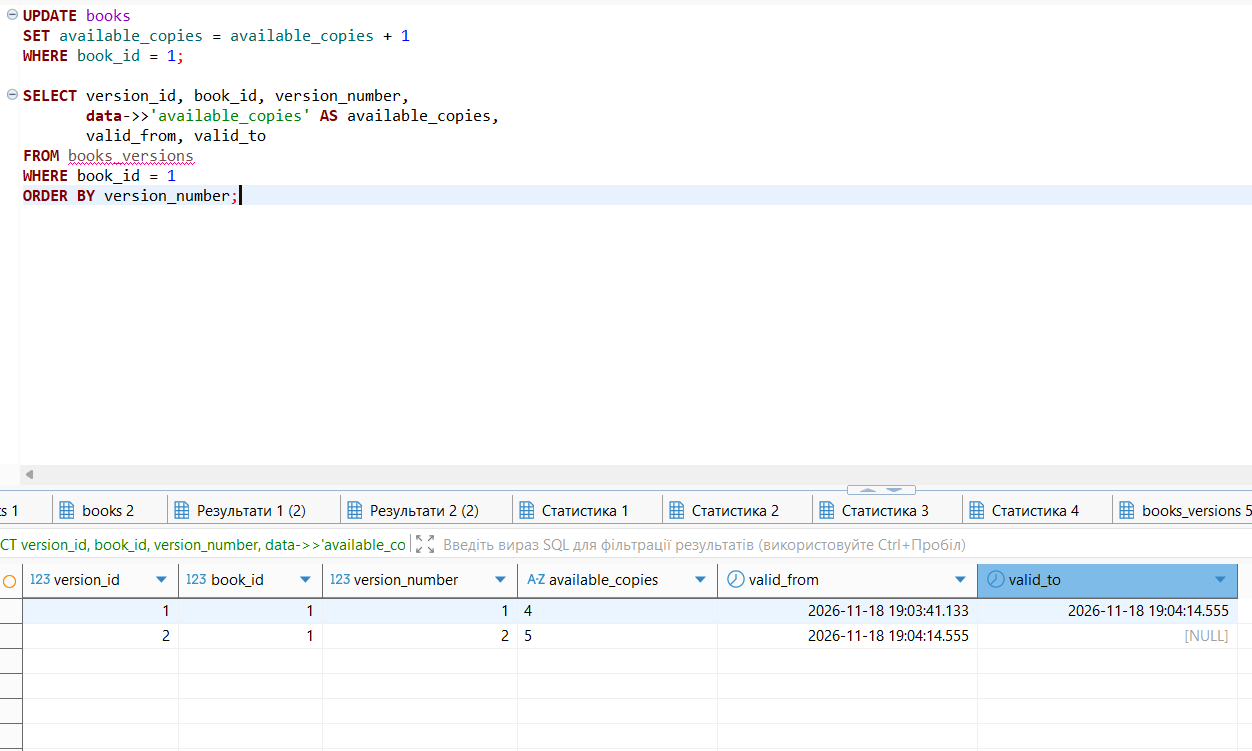 UPDATE books
SET available_copies = available_copies + 1
WHERE book_id = 1;
SELECT version_id, book_id, version_number,
data->>'available_copies' AS available_copies,
valid_from, valid_to
FROM books_versions
WHERE book_id = 1
ORDER BY version_number;
s 1 books 2 Результати 1 (2) Результати 2 (2) Статистика 1 Статистика 2 Статистика 3 Статистика 4 books_versions 5
CT version_id, book_id, version_number, data->>'available_co Введіть вираз SQL для фільтрації результатів (використовуйте Ctrl+Пробіл)
123 version_id 123 book_id 123 version_number A-Z available_copies valid_from valid_to
1 1 1 4 2026-11-18 19:03:41.133 2026-11-18 19:04:14.555
2 1 2 5 2026-11-18 19:04:14.555 [NULL]